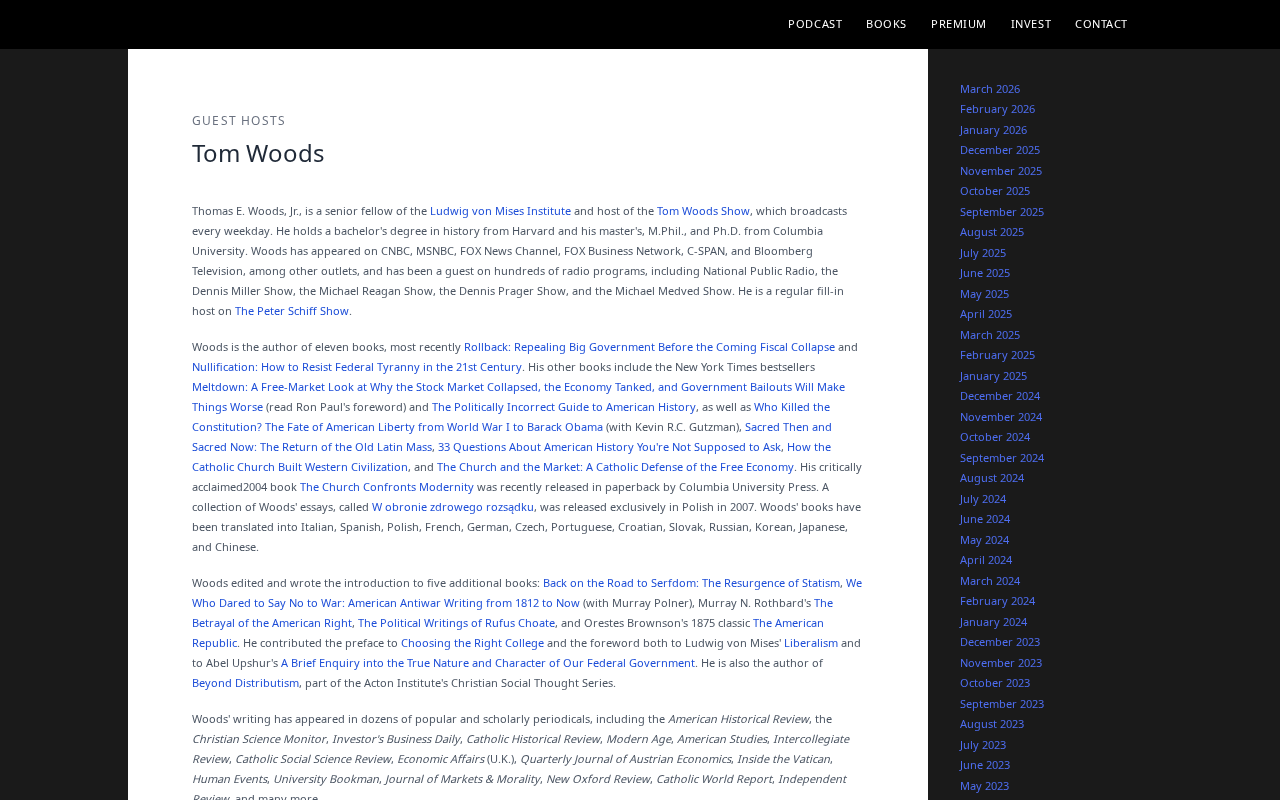 PODCAST BOOKS PREMIUM INVEST CONTACT
GUEST HOSTS
Tom Woods
Thomas E. Woods, Jr., is a senior fellow of the Ludwig von Mises Institute and host of the Tom Woods Show, which broadcasts
every weekday. He holds a bachelor's degree in history from Harvard and his master's, M.Phil., and Ph.D. from Columbia
University. Woods has appeared on CNBC, MSNBC, FOX News Channel, FOX Business Network, C-SPAN, and Bloomberg
Television, among other outlets, and has been a guest on hundreds of radio programs, including National Public Radio, the
Dennis Miller Show, the Michael Reagan Show, the Dennis Prager Show, and the Michael Medved Show. He is a regular fill-in
host on The Peter Schiff Show.
Woods is the author of eleven books, most recently Rollback: Repealing Big Government Before the Coming Fiscal Collapse and
Nullification: How to Resist Federal Tyranny in the 21st Century. His other books include the New York Times bestsellers
Meltdown: A Free-Market Look at Why the Stock Market Collapsed, the Economy Tanked, and Government Bailouts Will Make
Things Worse (read Ron Paul's foreword) and The Politically Incorrect Guide to American History, as well as Who Killed the
Constitution? The Fate of American Liberty from World War I to Barack Obama (with Kevin R.C. Gutzman), Sacred Then and
Sacred Now: The Return of the Old Latin Mass, 33 Questions About American History You're Not Supposed to Ask, How the
Catholic Church Built Western Civilization, and The Church and the Market: A Catholic Defense of the Free Economy. His critically
acclaimed2004 book The Church Confronts Modernity was recently released in paperback by Columbia University Press. A
collection of Woods' essays, called W obronie zdrowego rozsądku, was released exclusively in Polish in 2007. Woods' books have
been translated into Italian, Spanish, Polish, French, German, Czech, Portuguese, Croatian, Slovak, Russian, Korean, Japanese,
and Chinese.
Woods edited and wrote the introduction to five additional books: Back on the Road to Serfdom: The Resurgence of Statism, We
Who Dared to Say No to War: American Antiwar Writing from 1812 to Now (with Murray Polner), Murray N. Rothbard's The
Betrayal of the American Right, The Political Writings of Rufus Choate, and Orestes Brownson's 1875 classic The American
Republic. He contributed the preface to Choosing the Right College and the foreword both to Ludwig von Mises' Liberalism and
to Abel Upshur's A Brief Enquiry into the True Nature and Character of Our Federal Government. He is also the author of
Beyond Distributism, part of the Acton Institute's Christian Social Thought Series.
Woods' writing has appeared in dozens of popular and scholarly periodicals, including the American Historical Review, the
Christian Science Monitor, Investor's Business Daily, Catholic Historical Review, Modern Age, American Studies, Intercollegiate
Review, Catholic Social Science Review, Economic Affairs (U.K.), Quarterly Journal of Austrian Economics, Inside the Vatican,
Human Events, University Bookman, Journal of Markets & Morality, New Oxford Review, Catholic World Report, Independent
Review, and many more.
March 2026
February 2026
January 2026
December 2025
November 2025
October 2025
September 2025
August 2025
July 2025
June 2025
May 2025
April 2025
March 2025
February 2025
January 2025
December 2024
November 2024
October 2024
September 2024
August 2024
July 2024
June 2024
May 2024
April 2024
March 2024
February 2024
January 2024
December 2023
November 2023
October 2023
September 2023
August 2023
July 2023
June 2023
May 2023